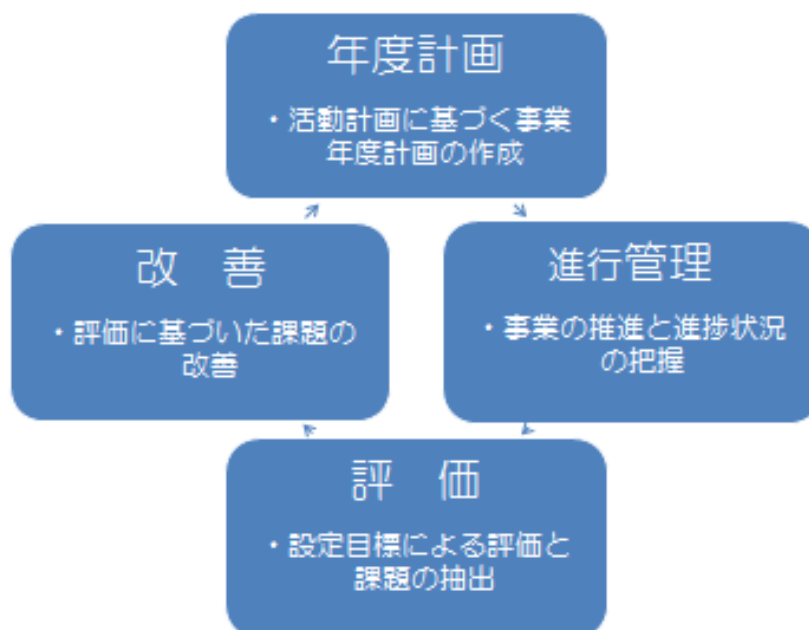 年度計画
・活動計画に基づく事業
年度計画の作成
改　善
・評価に基づいた課題の
改善
進行管理
・事業の推進と進捗状況
の把握
評　価
・設定目標による評価と
課題の抽出